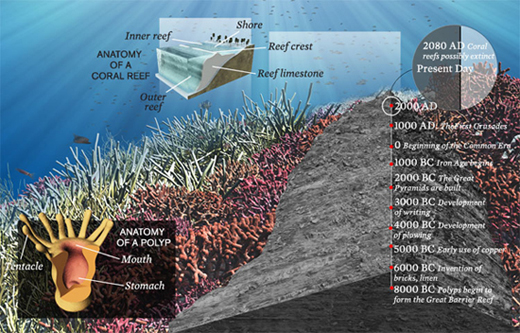 Shore
Inner reef
Reef crest
ANATOMY
OF A
CORAL REEF
Reef limestone
Outer
reef
2080 AD Coral
reefs possibly extinct
Present Day
2000 AD
1000 AD The First Crusades
0 Beginning of the Common Era
1000 BC Iron Age begins
2000 BC The Great
Pyramids are built
3000 BC Development
of writing
4000 BC Development
of plowing
5000 BC Early use of copper
6000 BC Invention of
bricks, linen
8000 BC Polyps begin to
form the Great Barrier Reef
ANATOMY
OF A POLYP
Tentacle
Mouth
Stomach